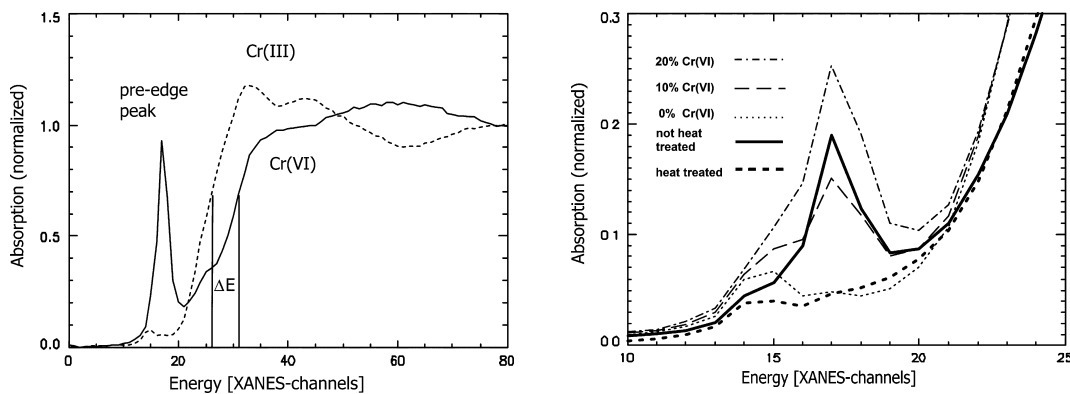 1.5
1.0
0.5
0.0
Absorption (normalized)
Cr(III)
pre-edge
peak
Cr(VI)
ΔE
0
20
40
60
80
Energy [XANES-channels]
0.3
0.2
0.1
0.0
Absorption (normalized)
20% Cr(VI)
10% Cr(VI)
0% Cr(VI)
not heat
treated
heat treated
10
15
20
25
Energy [XANES-channels]